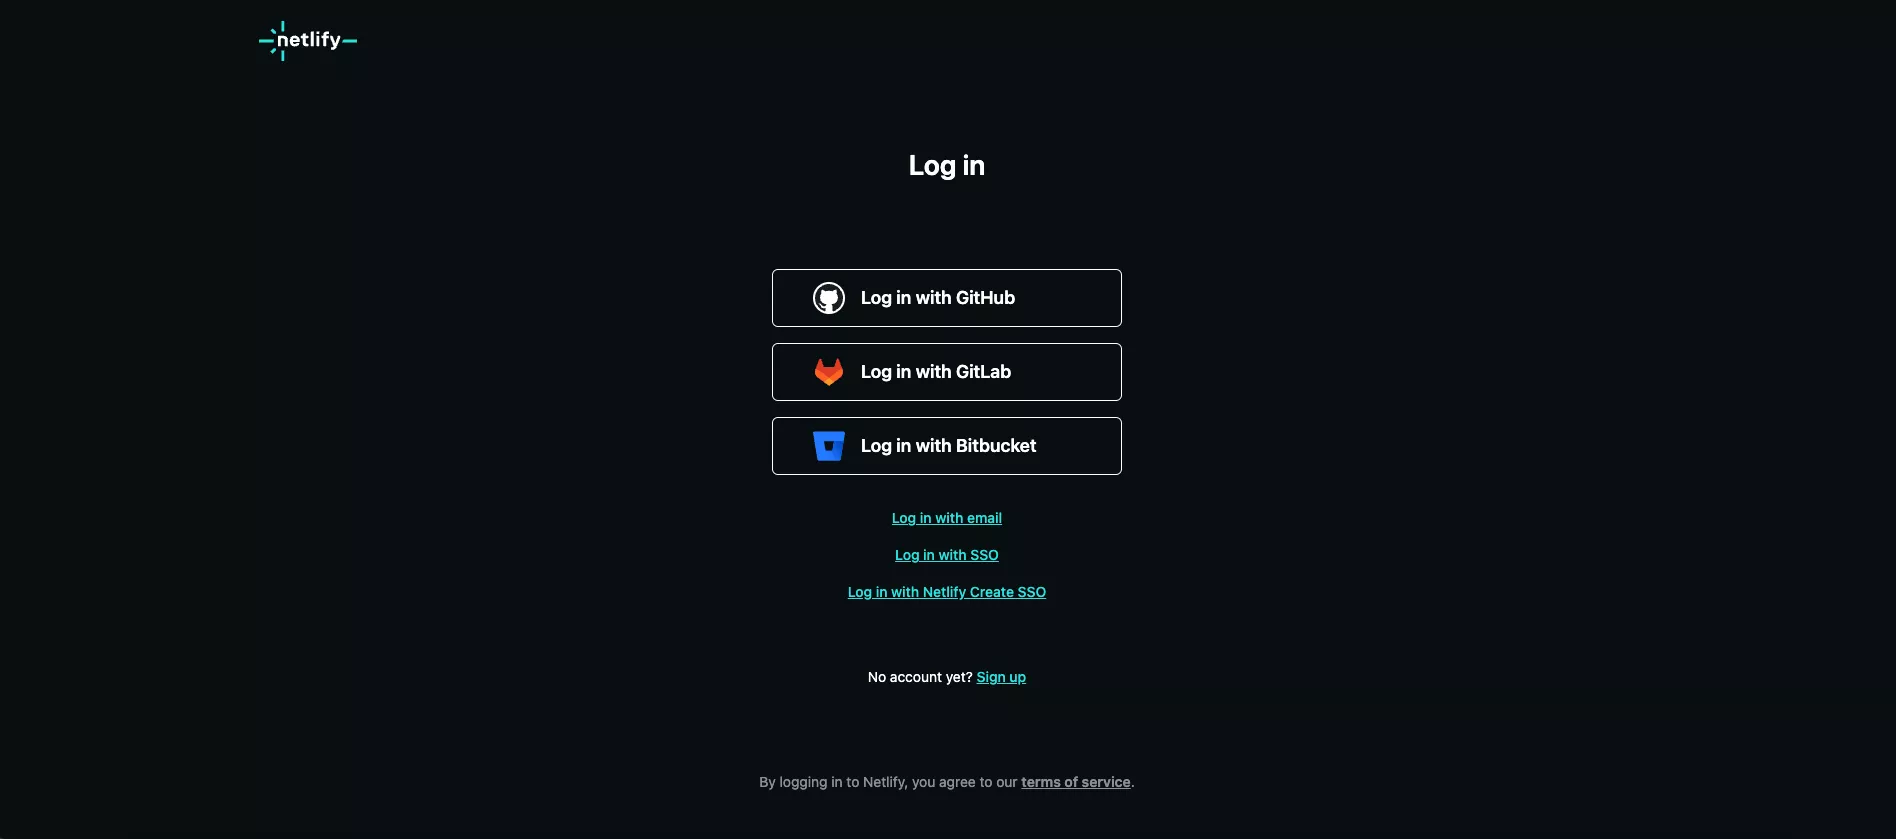 netlify
Log in
Log in with GitHub
Log in with GitLab
Log in with Bitbucket
Log in with email
Log in with SSO
Log in with Netlify Create SSO
No account yet? Sign up
By logging in to Netlify, you agree to our terms of service.